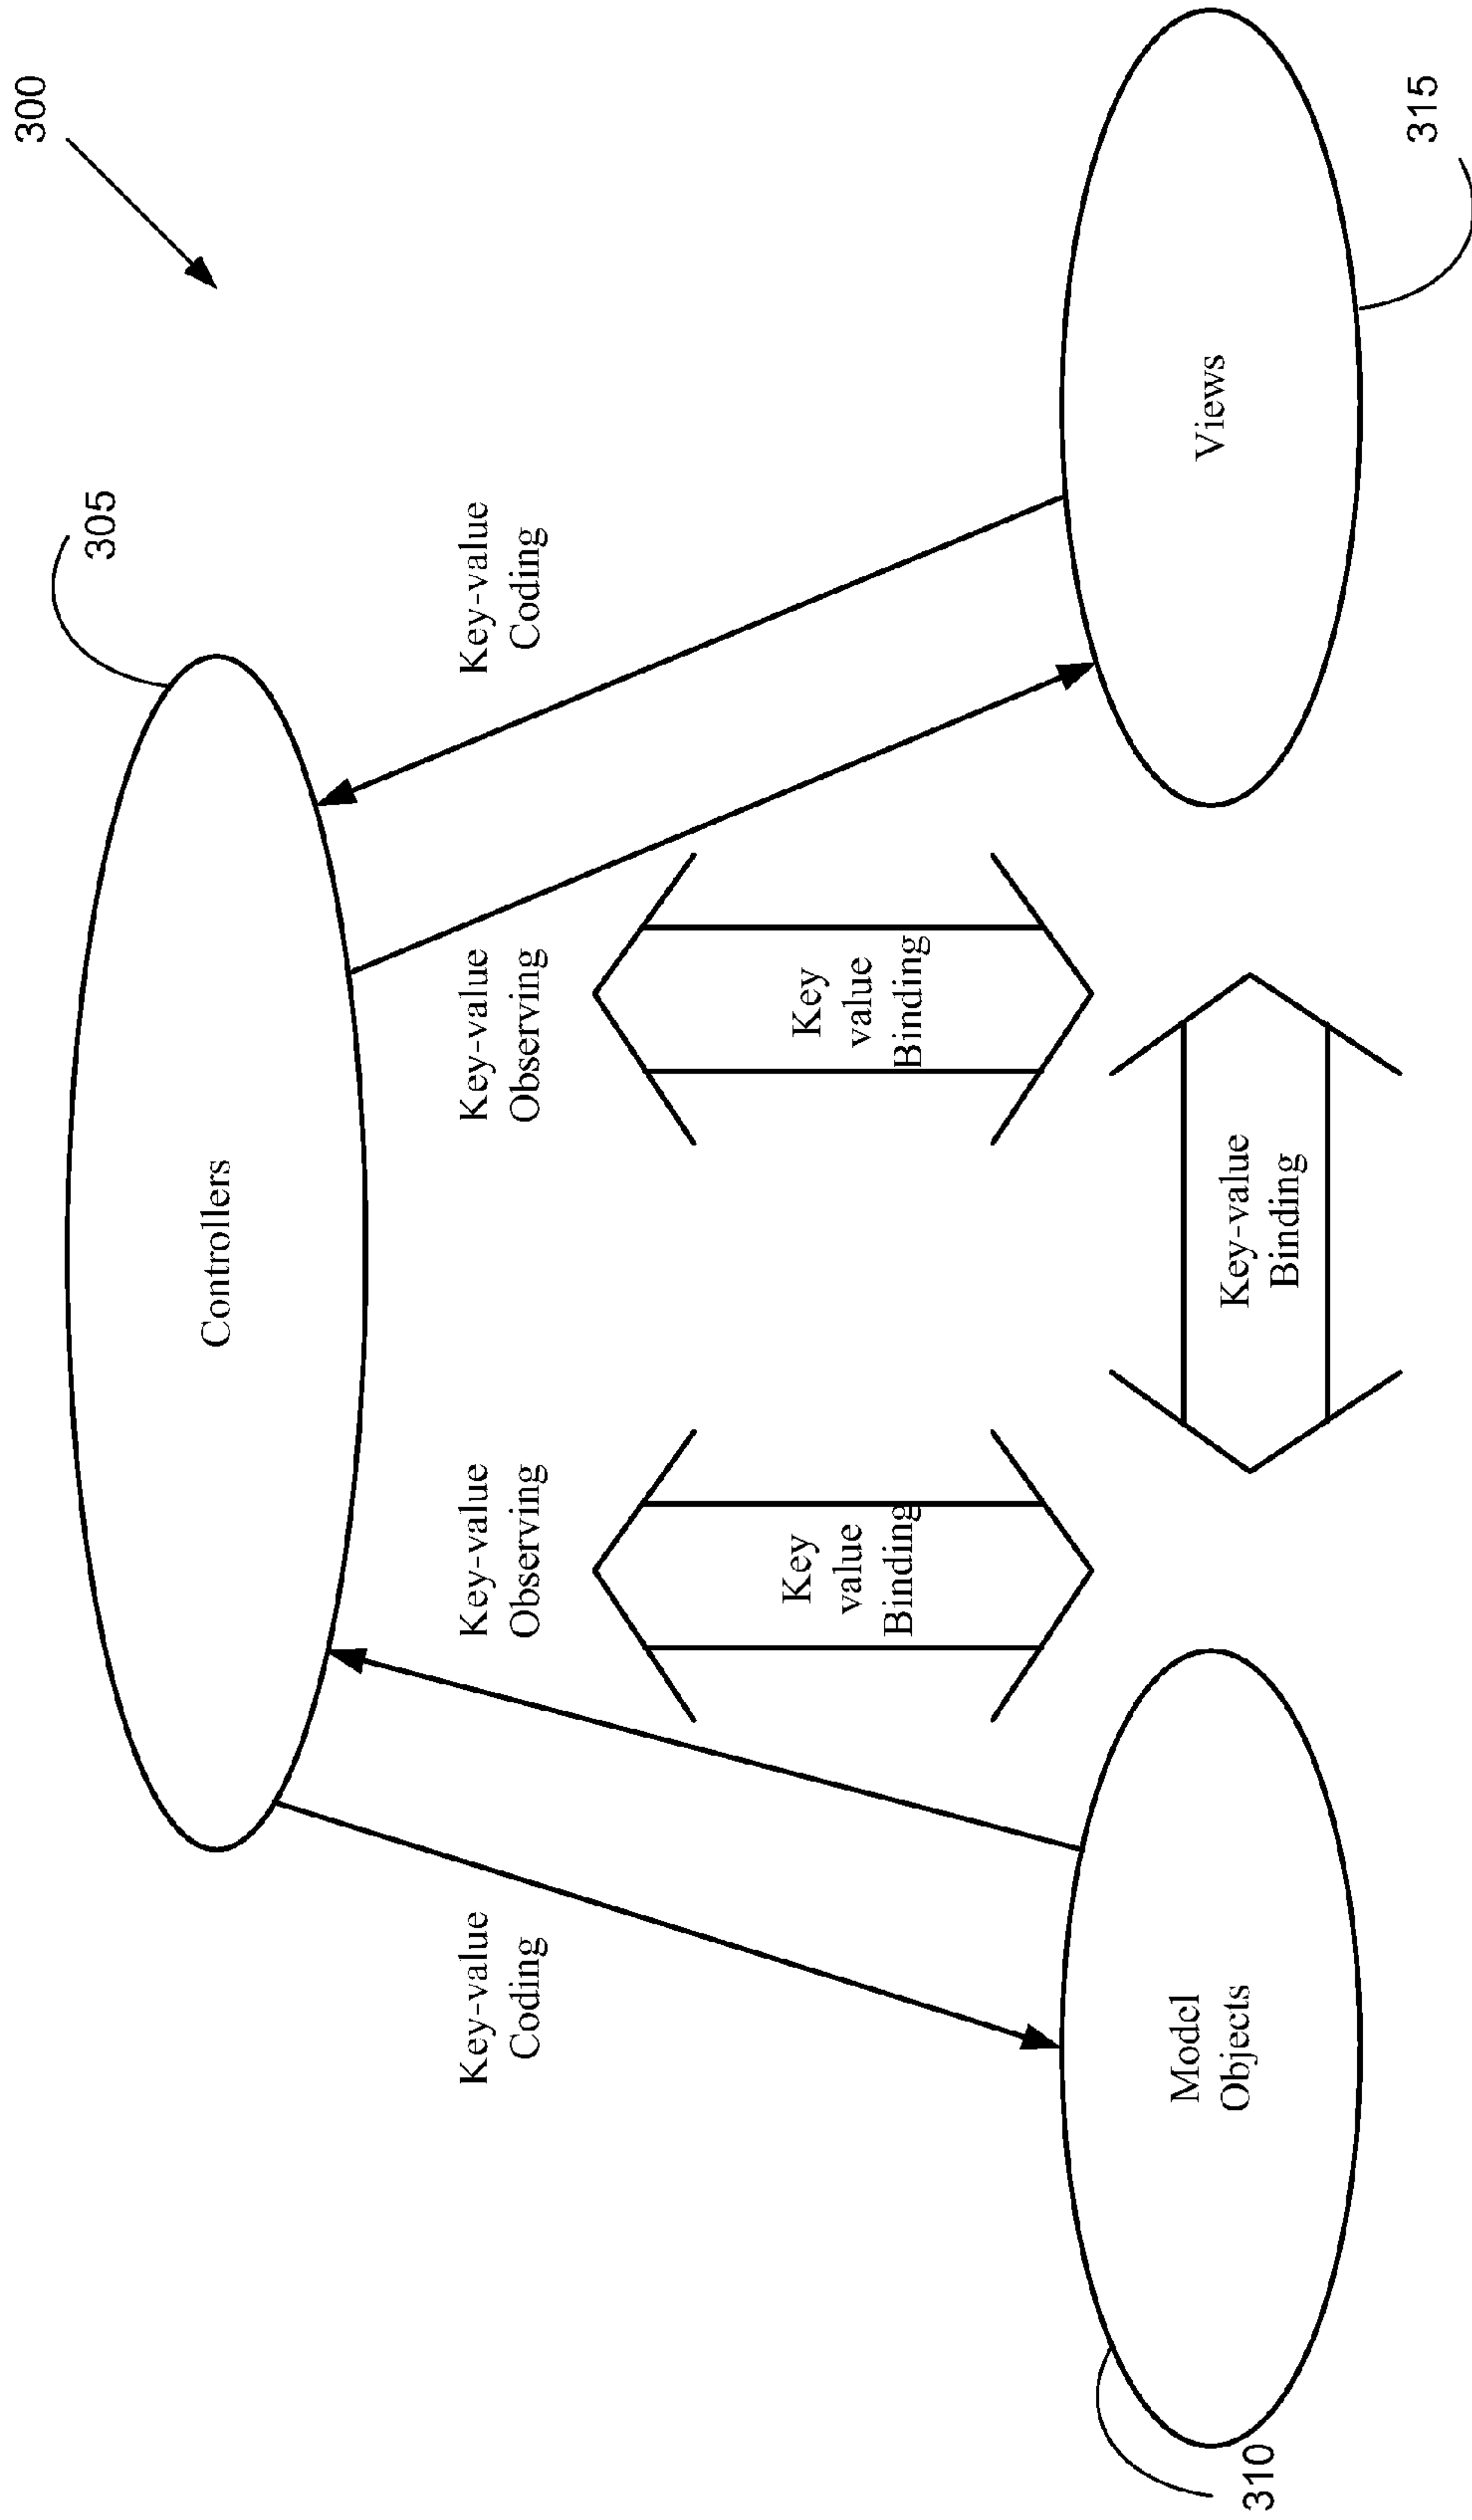 300
305
Controllers
Key-value
Coding
Key-value
Observing
Key-value
Observing
Key-value
Coding
Key
value
Binding
Key
value
Binding
Model
Objects
Key-value
Binding
Views
310
315